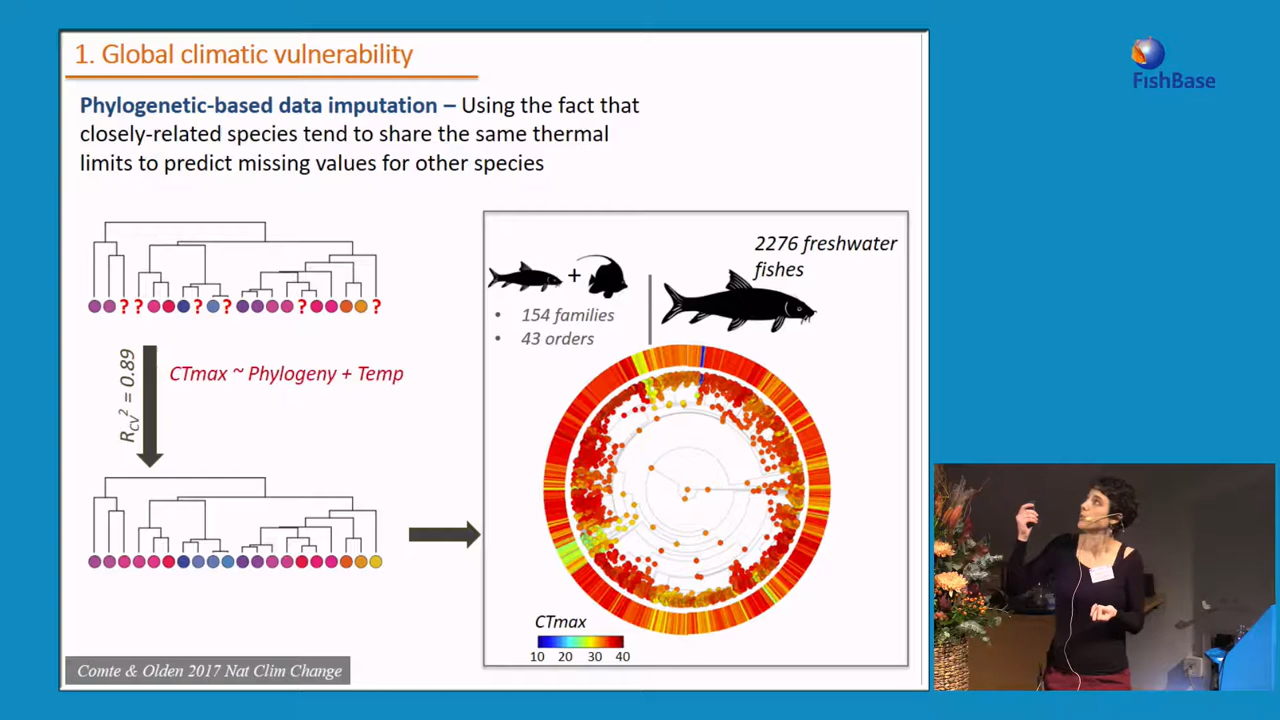 1. Global climatic vulnerability
FishBase
Phylogenetic-based data imputation – Using the fact that
closely-related species tend to share the same thermal
limits to predict missing values for other species
? ? ? ? ? ?
R_CV² = 0.89
CTmax ~ Phylogeny + Temp
+
• 154 families
• 43 orders
2276 freshwater
fishes
CTmax
10 20 30 40
Comte & Olden 2017 Nat Clim Change